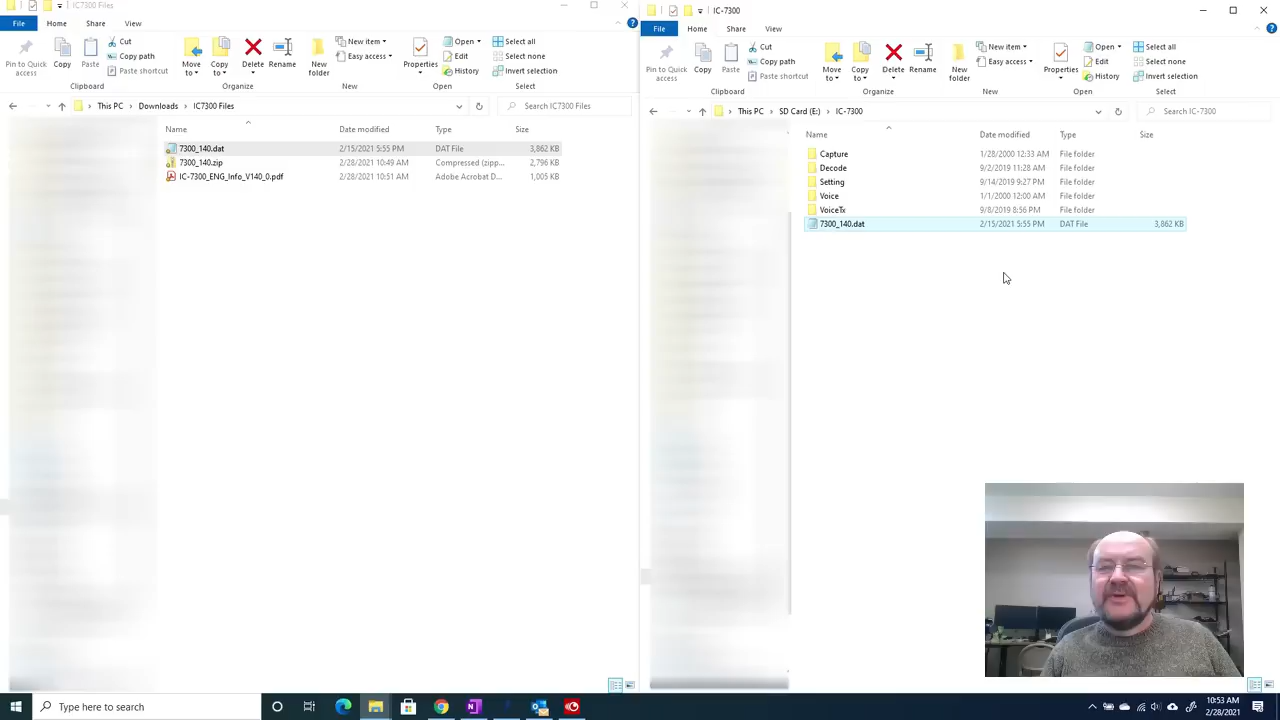 IC7300 Files
File Home Share View
Pin to Quick access
Copy
Paste
Cut
Copy path
Paste shortcut
Clipboard
Move to
Copy to
Delete
Rename
Organize
New folder
New item
Easy access
New
Properties
Open
Edit
History
Open
Select all
Select none
Invert selection
Select
This PC > Downloads > IC7300 Files
Search IC7300 Files
Name Date modified Type Size
7300_140.dat 2/15/2021 5:55 PM DAT File 3,862 KB
7300_140.zip 2/28/2021 10:49 AM Compressed (zipp... 2,796 KB
IC-7300_ENG_Info_V140_0.pdf 2/28/2021 10:51 AM Adobe Acrobat D... 1,005 KB
IC-7300
File Home Share View
Pin to Quick access
Copy
Paste
Cut
Copy path
Paste shortcut
Clipboard
Move to
Copy to
Delete
Rename
Organize
New folder
New item
Easy access
New
Properties
Open
Edit
History
Open
Select all
Select none
Invert selection
Select
This PC > SD Card (E:) > IC-7300
Search IC-7300
Name Date modified Type Size
Capture 1/28/2000 12:33 AM File folder
Decode 9/2/2019 11:28 AM File folder
Setting 9/14/2019 9:27 PM File folder
Voice 1/1/2000 12:00 AM File folder
VoiceTx 9/8/2019 8:56 PM File folder
7300_140.dat 2/15/2021 5:55 PM DAT File 3,862 KB
Type here to search
10:53 AM
2/28/2021